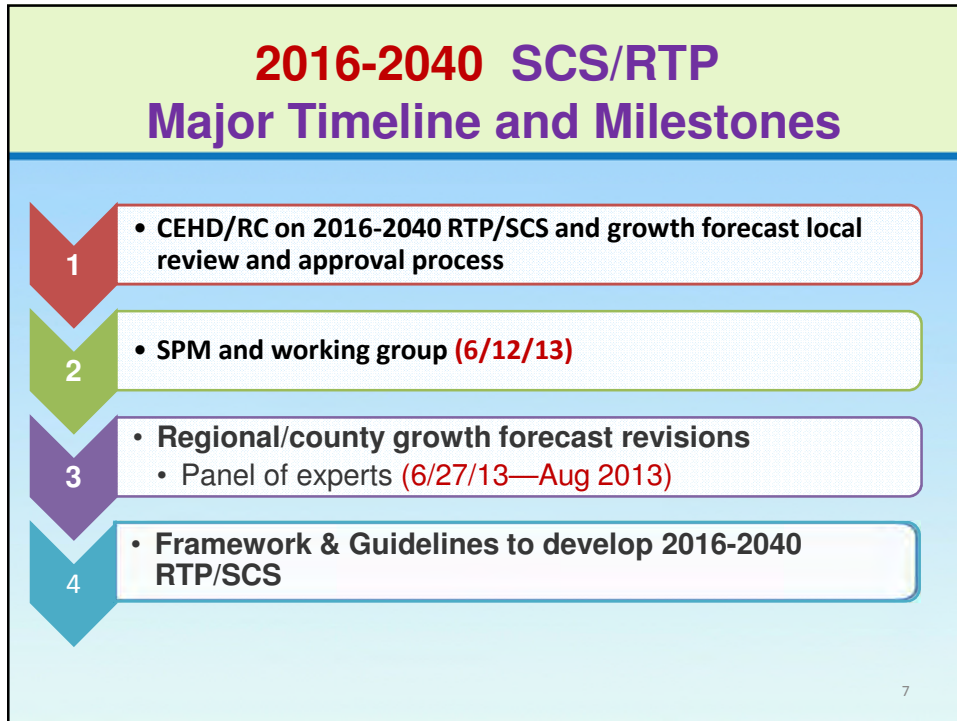 2016-2040 SCS/RTP
Major Timeline and Milestones
1
• CEHD/RC on 2016-2040 RTP/SCS and growth forecast local
review and approval process
2
• SPM and working group (6/12/13)
3
• Regional/county growth forecast revisions
• Panel of experts (6/27/13—Aug 2013)
4
• Framework & Guidelines to develop 2016-2040
RTP/SCS
7